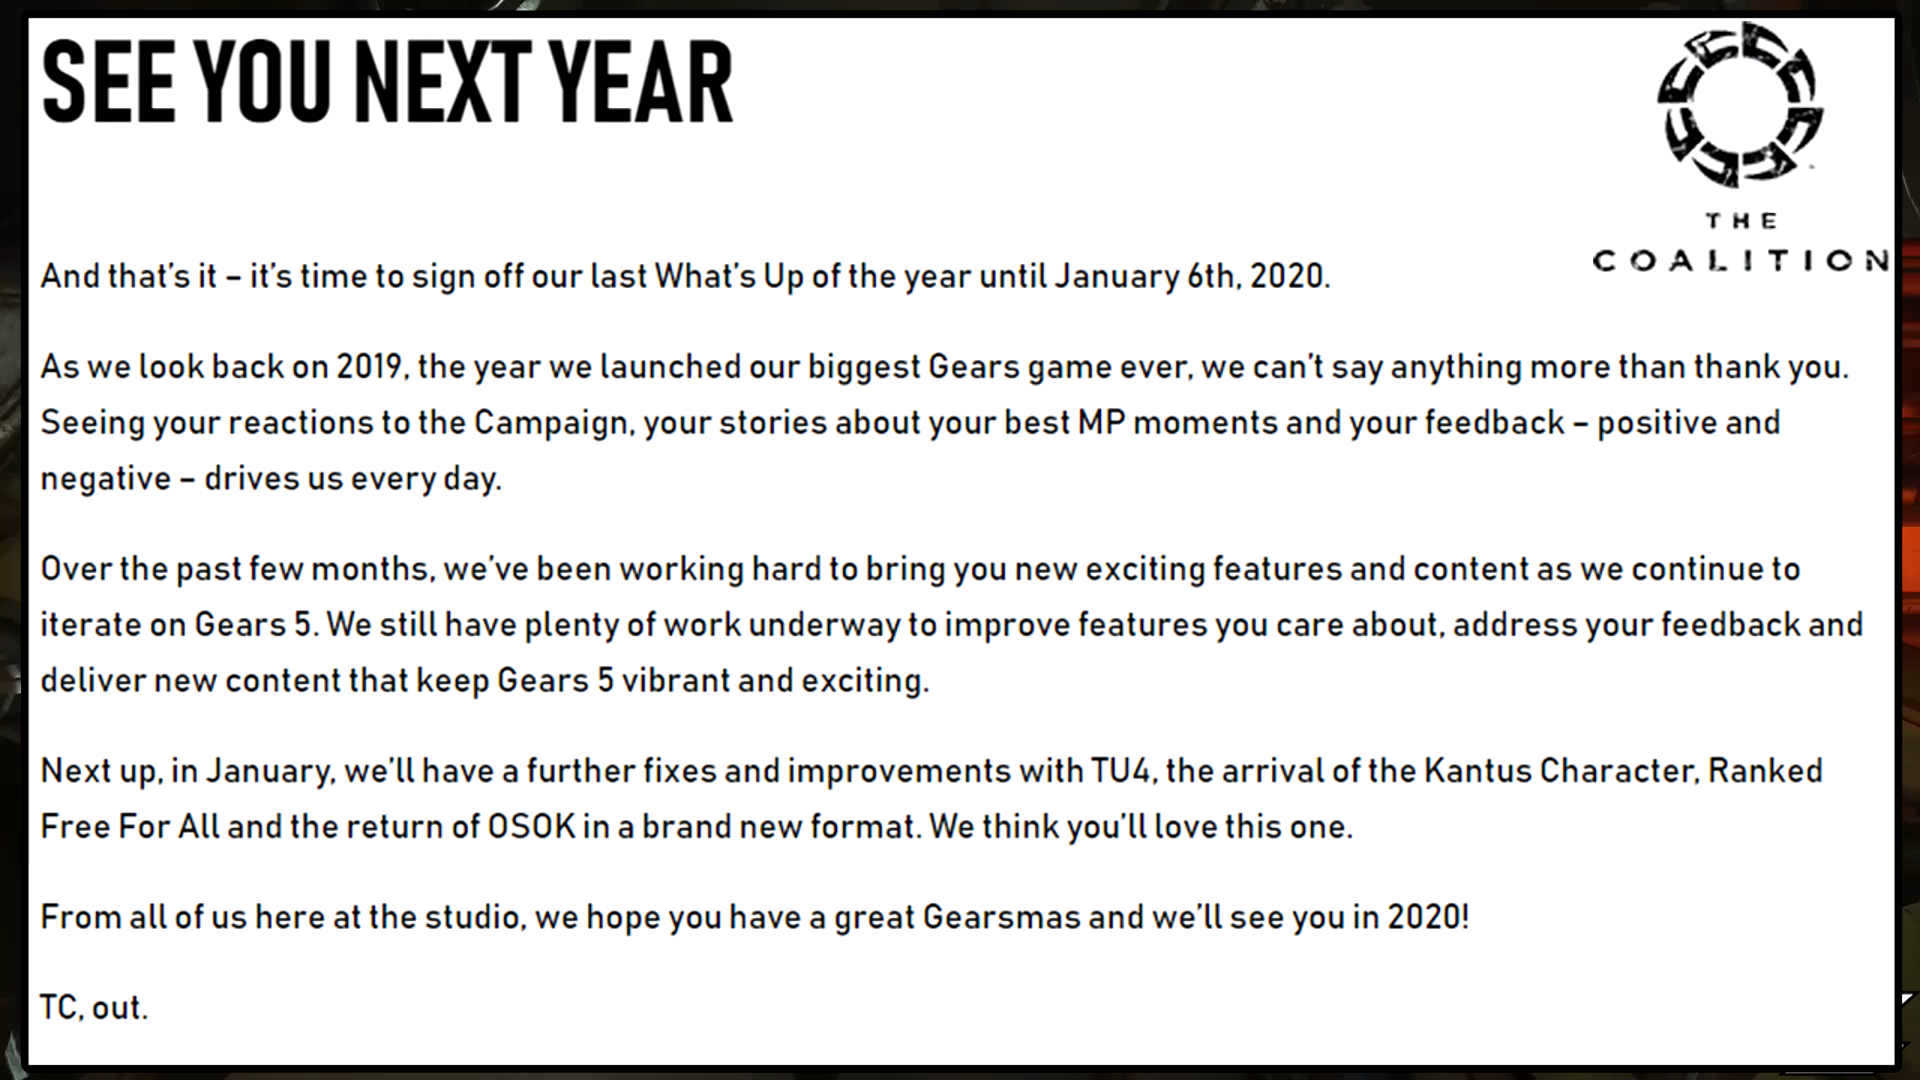 SEE YOU NEXT YEAR
THE
COALITION
And that’s it – it’s time to sign off our last What’s Up of the year until January 6th, 2020.
As we look back on 2019, the year we launched our biggest Gears game ever, we can’t say anything more than thank you.
Seeing your reactions to the Campaign, your stories about your best MP moments and your feedback – positive and
negative – drives us every day.
Over the past few months, we’ve been working hard to bring you new exciting features and content as we continue to
iterate on Gears 5. We still have plenty of work underway to improve features you care about, address your feedback and
deliver new content that keep Gears 5 vibrant and exciting.
Next up, in January, we’ll have a further fixes and improvements with TU4, the arrival of the Kantus Character, Ranked
Free For All and the return of OSOK in a brand new format. We think you’ll love this one.
From all of us here at the studio, we hope you have a great Gearsmas and we’ll see you in 2020!
TC, out.